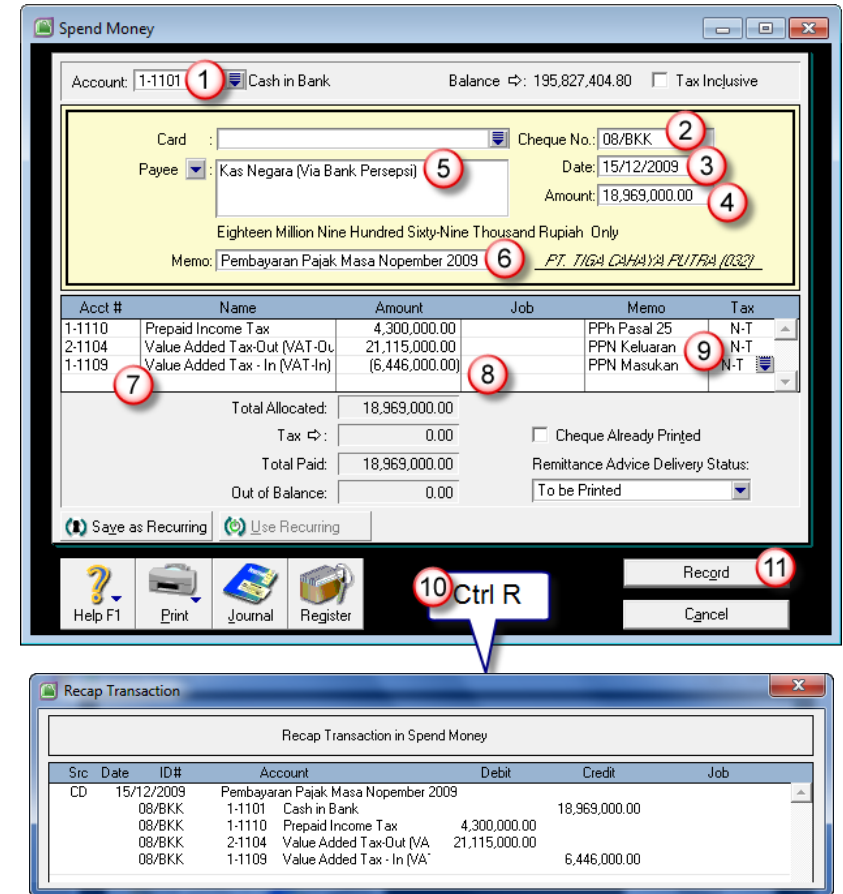 Spend Money
Account: 1-1101 1 Cash in Bank Balance ⇨: 195,827,404.80 Tax Inclusive
Card : Cheque No.: 08/BKK 2
Payee : Kas Negara (Via Bank Persepsi) 5 Date: 15/12/2009 3
Amount: 18,969,000.00 4
Eighteen Million Nine Hundred Sixty-Nine Thousand Rupiah Only
Memo: Pembayaran Pajak Masa Nopember 2009 6 PT. TIGA CAHAYA PUTRA (032)
Acct # Name Amount Job Memo Tax
1-1110 Prepaid Income Tax 4,300,000.00 PPh Pasal 25 N-T
2-1104 Value Added Tax-Out (VAT-Ou 21,115,000.00 PPN Keluaran N-T
1-1109 Value Added Tax - In (VAT-In) (6,446,000.00) PPN Masukan N-T
7 8 9
Total Allocated: 18,969,000.00
Tax ⇨: 0.00 Cheque Already Printed
Total Paid: 18,969,000.00 Remittance Advice Delivery Status:
Out of Balance: 0.00 To be Printed
Save as Recurring Use Recurring
Help F1 Print Journal Register
10 Ctrl R
Record 11
Cancel
Recap Transaction
Recap Transaction in Spend Money
Src Date ID# Account Debit Credit Job
CD 15/12/2009 Pembayaran Pajak Masa Nopember 2009
08/BKK 1-1101 Cash in Bank 18,969,000.00
08/BKK 1-1110 Prepaid Income Tax 4,300,000.00
08/BKK 2-1104 Value Added Tax-Out (VA 21,115,000.00
08/BKK 1-1109 Value Added Tax - In (VA 6,446,000.00